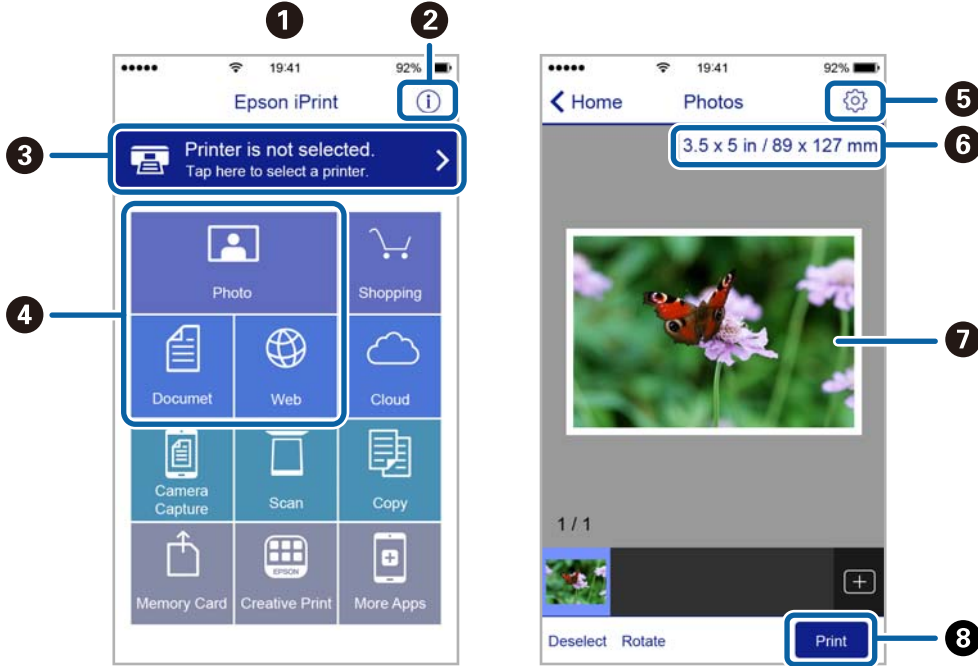 1
2
19:41
92%
Epson iPrint
3
Printer is not selected.
Tap here to select a printer.
4
Photo
Shopping
Documet
Web
Cloud
Camera
Capture
Scan
Copy
EPSON
Memory Card
Creative Print
More Apps
19:41
92%
Home
Photos
5
3.5 x 5 in / 89 x 127 mm
6
7
1 / 1
Deselect
Rotate
Print
8